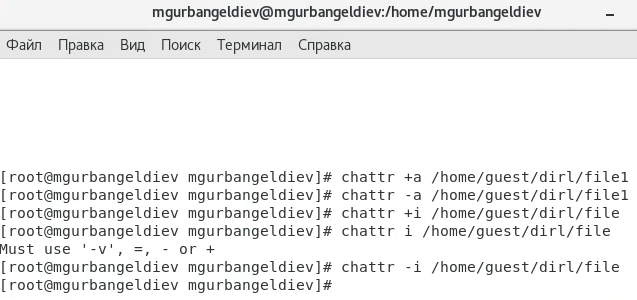 mgurbangeldiev@mgurbangeldiev:/home/mgurbangeldiev
Файл Правка Вид Поиск Терминал Справка
[root@mgurbangeldiev mgurbangeldiev]# chattr +a /home/guest/dirl/file1
[root@mgurbangeldiev mgurbangeldiev]# chattr -a /home/guest/dirl/file1
[root@mgurbangeldiev mgurbangeldiev]# chattr +i /home/guest/dirl/file
[root@mgurbangeldiev mgurbangeldiev]# chattr i /home/guest/dirl/file
Must use '-v', =, - or +
[root@mgurbangeldiev mgurbangeldiev]# chattr -i /home/guest/dirl/file
[root@mgurbangeldiev mgurbangeldiev]#